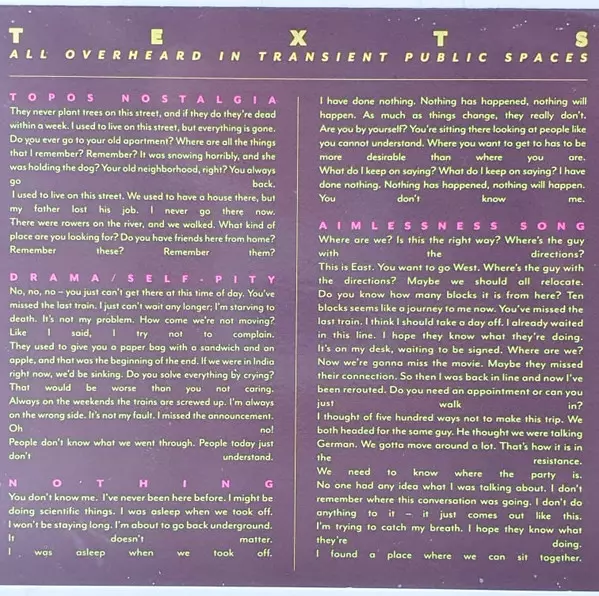 TEXTS
ALL OVERHEARD IN TRANSIENT PUBLIC SPACES
TOPOS NOSTALGIA
They never plant trees on this street, and if they do they're dead
within a week. I used to live on this street, but everything is gone.
Do you ever go to your old apartment? Where are all the things
that I remember? Remember? It was snowing horribly, and she
was holding the dog? Your old neighborhood, right? You always
go back.
I used to live on this street. We used to have a house there, but
my father lost his job. I never go there now.
There were rowers on the river, and we walked. What kind of
place are you looking for? Do you have friends here from home?
Remember these? Remember them?
DRAMA/SELF-PITY
No, no, no – you just can't get there at this time of day. You've
missed the last train. I just can't wait any longer; I'm starving to
death. It's not my problem. How come we're not moving?
Like I said, I try not to complain.
They used to give you a paper bag with a sandwich and an
apple, and that was the beginning of the end. If we were in India
right now, we'd be sinking. Do you solve everything by crying?
That would be worse than you not caring.
Always on the weekends the trains are screwed up. I'm always
on the wrong side. It's not my fault. I missed the announcement.
Oh no!
People don't know what we went through. People today just
don't understand.
NOTHING
You don't know me. I've never been here before. I might be
doing scientific things. I was asleep when we took off.
I won't be staying long. I'm about to go back underground.
It doesn't matter.
I was asleep when we took off.
I have done nothing. Nothing has happened, nothing will
happen. As much as things change, they really don't.
Are you by yourself? You're sitting there looking at people like
you cannot understand. Where you want to get to has to be
more desirable than where you are.
What do I keep on saying? What do I keep on saying? I have
done nothing. Nothing has happened, nothing will happen.
You don't know me.
AIMLESSNESS SONG
Where are we? Is this the right way? Where's the guy
with the directions?
This is East. You want to go West. Where's the guy with
the directions? Maybe we should all relocate.
Do you know how many blocks it is from here? Ten
blocks seems like a journey to me now. You've missed the
last train. I think I should take a day off. I already waited
in this line. I hope they know what they're doing.
It's on my desk, waiting to be signed. Where are we?
Now we're gonna miss the movie. Maybe they missed
their connection. So then I was back in line and now I've
been rerouted. Do you need an appointment or can you
just walk in?
I thought of five hundred ways not to make this trip. We
both headed for the same guy. He thought we were talking
German. We gotta move around a lot. That's how it is in
the resistance.
We need to know where the party is.
No one had any idea what I was talking about. I don't
remember where this conversation was going. I don't do
anything to it – it just comes out like this.
I'm trying to catch my breath. I hope they know what
they're doing.
I found a place where we can sit together.